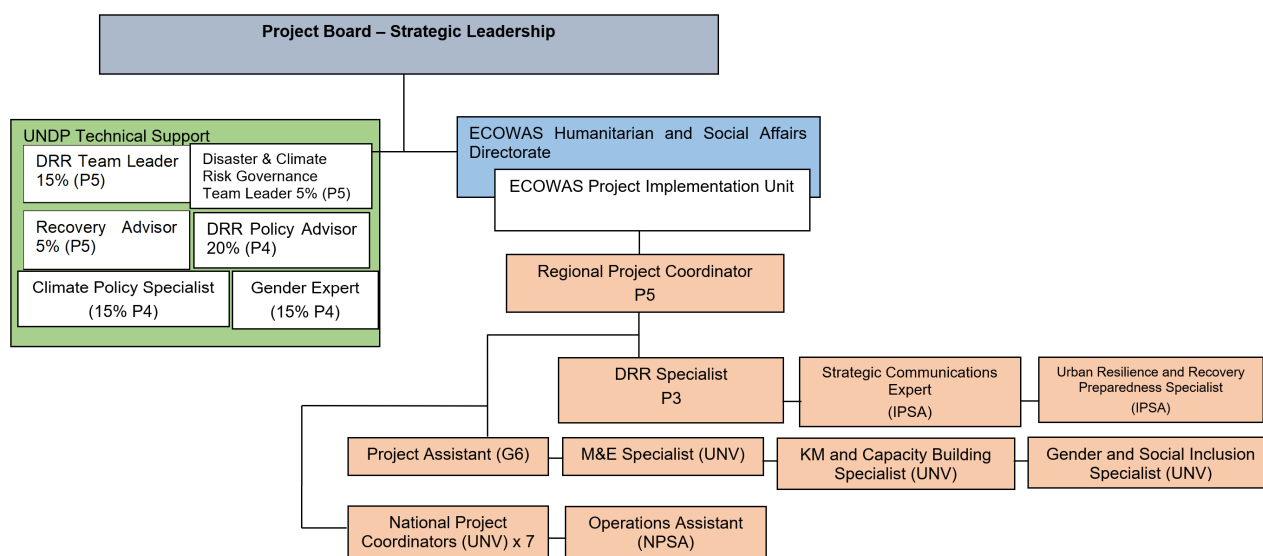 Project Board – Strategic Leadership
UNDP Technical Support
DRR Team Leader
15% (P5)
Disaster & Climate
Risk Governance
Team Leader 5% (P5)
Recovery Advisor
5% (P5)
DRR Policy Advisor
20% (P4)
Climate Policy Specialist
(15% P4)
Gender Expert
(15% P4)
ECOWAS Humanitarian and Social Affairs
Directorate
ECOWAS Project Implementation Unit
Regional Project Coordinator
P5
DRR Specialist
P3
Strategic Communications
Expert
(IPSA)
Urban Resilience and Recovery
Preparedness Specialist
(IPSA)
Project Assistant (G6)
M&E Specialist (UNV)
KM and Capacity Building
Specialist (UNV)
Gender and Social Inclusion
Specialist (UNV)
National Project
Coordinators (UNV) x 7
Operations Assistant
(NPSA)